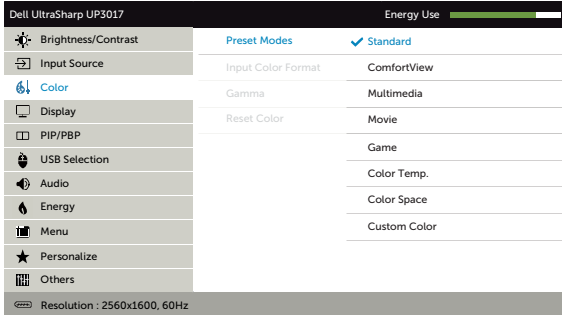 Dell UltraSharp UP3017
Energy Use
Brightness/Contrast
Input Source
Color
Display
PIP/PBP
USB Selection
Audio
Energy
Menu
Personalize
Others
Preset Modes
Input Color Format
Gamma
Reset Color
Standard
ComfortView
Multimedia
Movie
Game
Color Temp.
Color Space
Custom Color
Resolution : 2560x1600, 60Hz